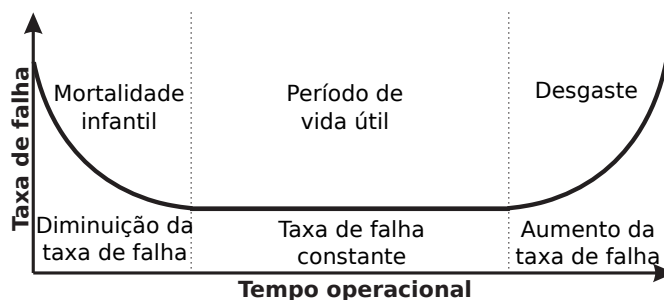 Taxa de falha
Mortalidade
infantil
Período de
vida útil
Desgaste
Diminuição da
taxa de falha
Taxa de falha
constante
Aumento da
taxa de falha
Tempo operacional